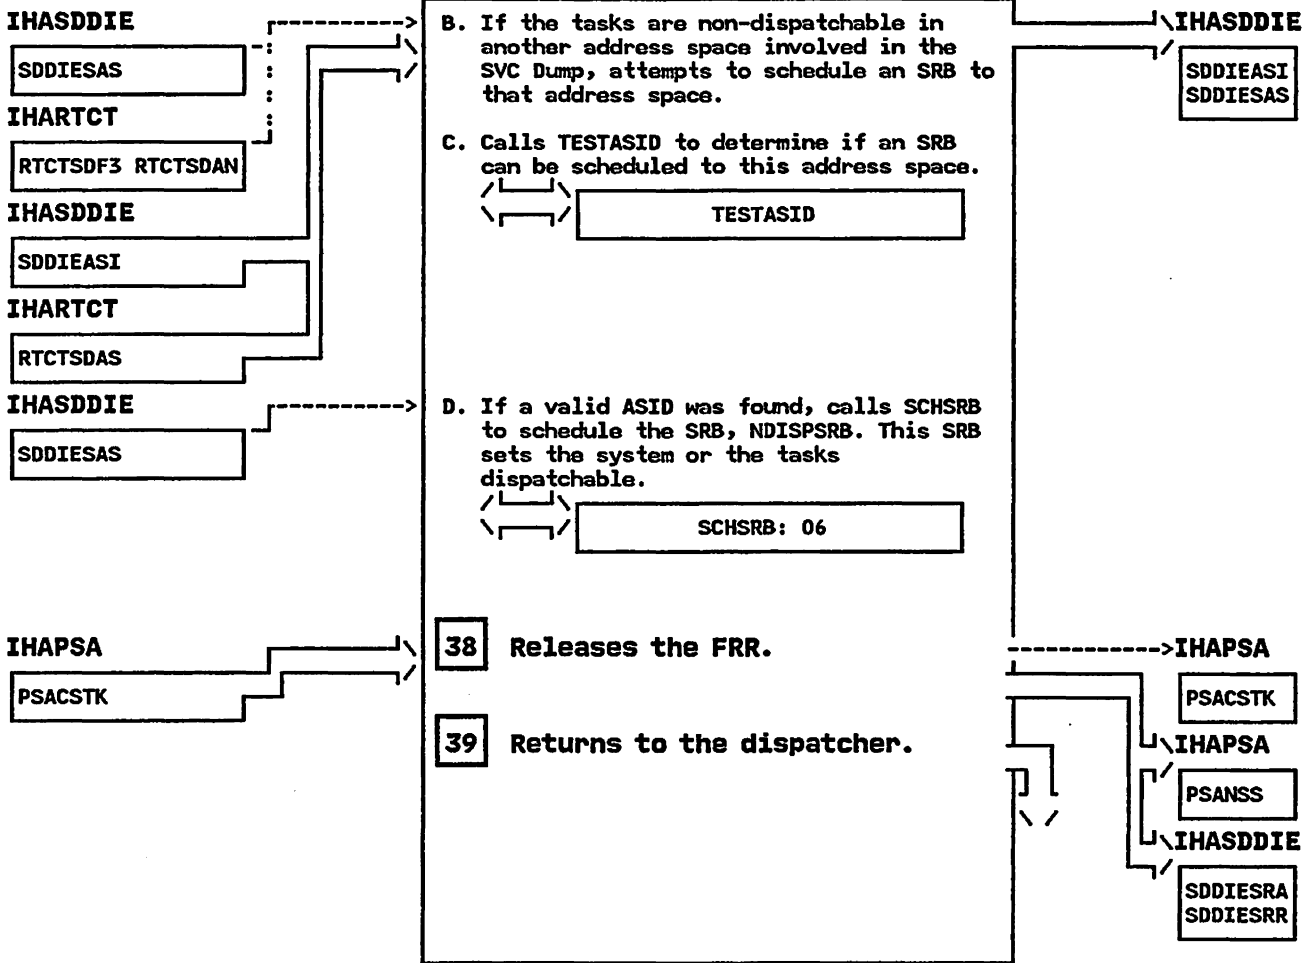 IHASDDIE
SDDIESAS
IHARTCT
RTCTSDF3 RTCTSDAN
IHASDDIE
SDDIEASI
IHARTCT
RTCTSDAS
IHASDDIE
SDDIESAS
IHAPSA
PSACSTK
B. If the tasks are non-dispatchable in
another address space involved in the
SVC Dump, attempts to schedule an SRB to
that address space.
C. Calls TESTASID to determine if an SRB
can be scheduled to this address space.
TESTASID
D. If a valid ASID was found, calls SCHSRB
to schedule the SRB, NDISPSRB. This SRB
sets the system or the tasks
dispatchable.
SCHSRB: 06
38 Releases the FRR.
39 Returns to the dispatcher.
IHASDDIE
SDDIEASI
SDDIESAS
IHAPSA
PSACSTK
IHAPSA
PSANSS
IHASDDIE
SDDIESRA
SDDIESRR